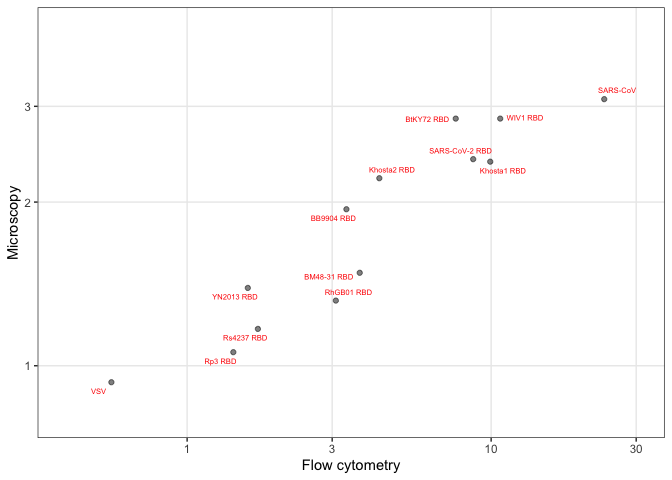 SARS-CoV
3
BtKY72 RBD
WIV1 RBD
SARS-CoV-2 RBD
Khosta2 RBD
Khosta1 RBD
2
BB9904 RBD
Microscopy
BM48-31 RBD
RhGB01 RBD
YN2013 RBD
Rs4237 RBD
Rp3 RBD
1
VSV
1 3 10 30
Flow cytometry